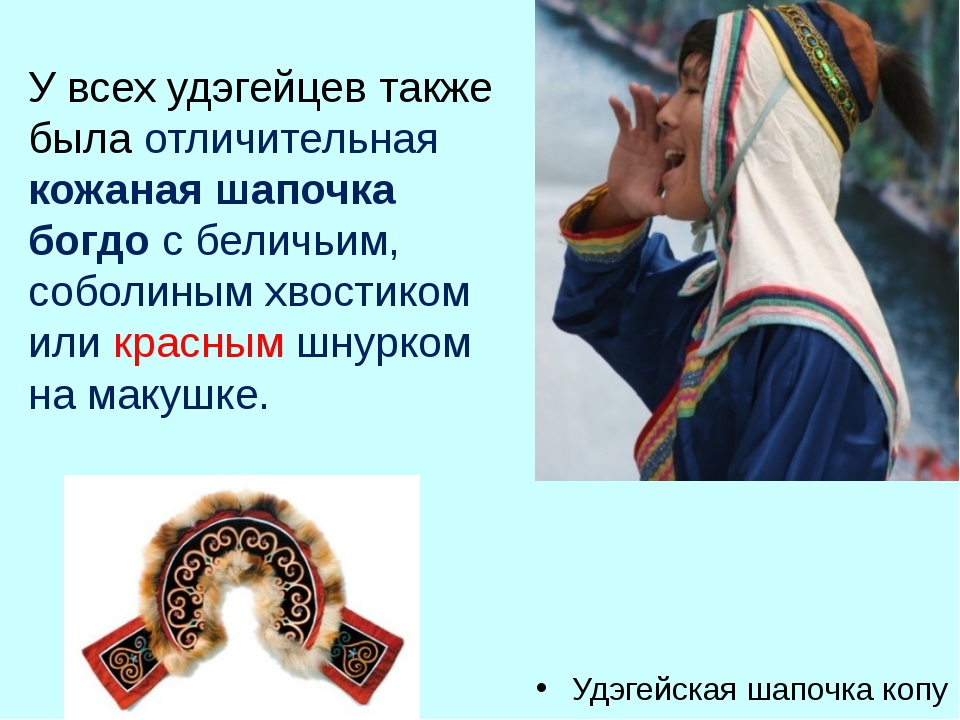 У всех удэгейцев также
была отличительная
кожаная шапочка
богдо с беличьим,
соболиным хвостиком
или красным шнурком
на макушке.
• Удэгейская шапочка копу